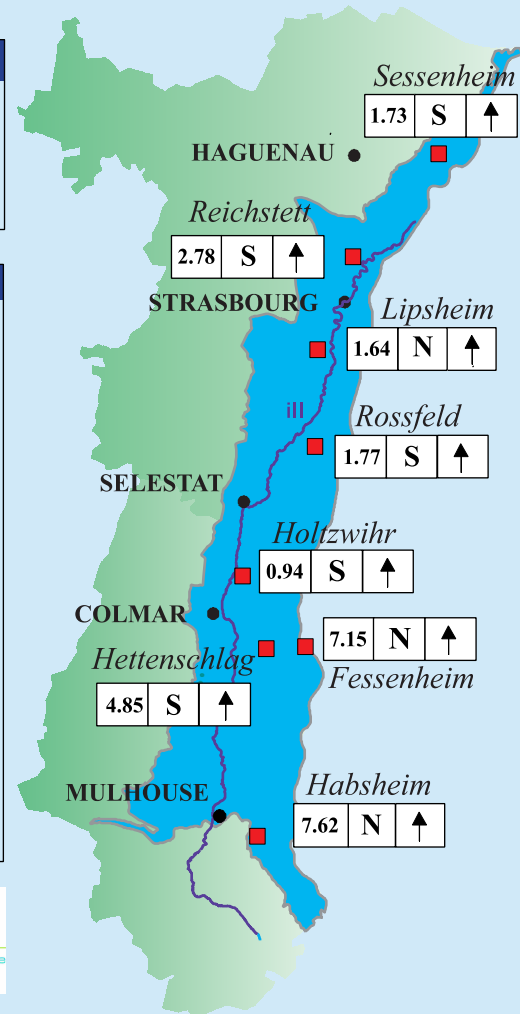 Sessenheim
1.73 S
HAGUENAU
Reichstett
2.78 S
STRASBOURG
Lipsheim
1.64 N
ill
Rossfeld
1.77 S
SELESTAT
Holtzwihr
0.94 S
COLMAR
7.15 N
Hettenschlag
Fessenheim
4.85 S
MULHOUSE
Habsheim
7.62 N